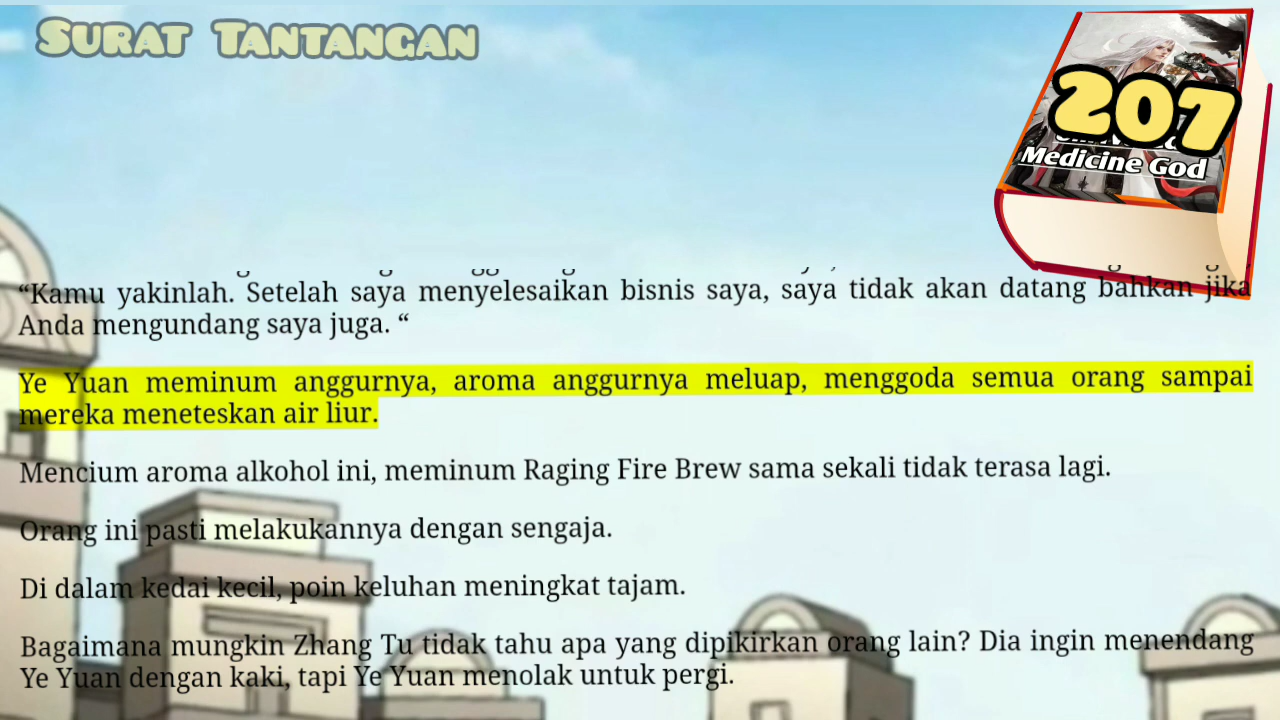 Surat Tantangan
207
Medicine God
“Kamu yakinlah. Setelah saya menyelesaikan bisnis saya, saya tidak akan datang bahkan jika
Anda mengundang saya juga. “
Ye Yuan meminum anggurnya, aroma anggurnya meluap, menggoda semua orang sampai
mereka meneteskan air liur.
Mencium aroma alkohol ini, meminum Raging Fire Brew sama sekali tidak terasa lagi.
Orang ini pasti melakukannya dengan sengaja.
Di dalam kedai kecil, poin keluhan meningkat tajam.
Bagaimana mungkin Zhang Tu tidak tahu apa yang dipikirkan orang lain? Dia ingin menendang
Ye Yuan dengan kaki, tapi Ye Yuan menolak untuk pergi.